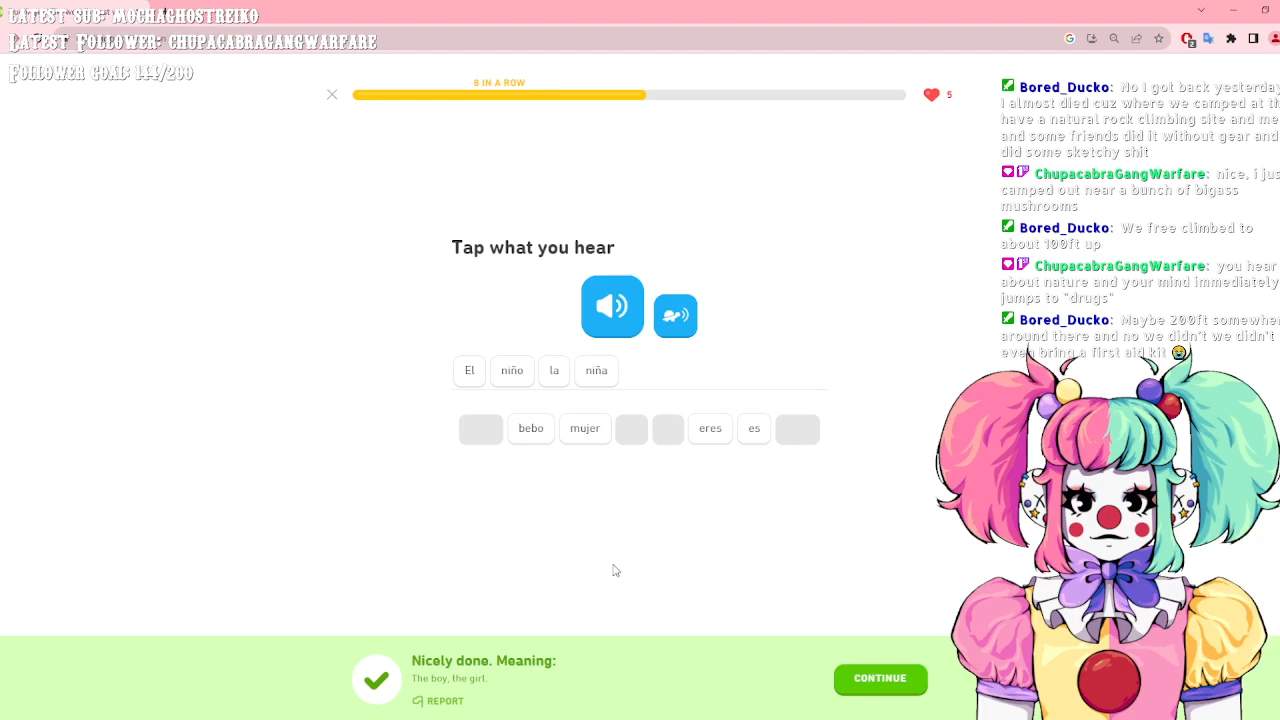 LATEST SUB: MOCHAGHOSTREIKO
LATEST FOLLOWER: CHUPACABRAGANGWARFARE
FOLLOWER GOAL: 144/200
8 IN A ROW
5
Tap what you hear
El niño la niña
bebo mujer eres es
Nicely done. Meaning:
The boy, the girl.
REPORT
CONTINUE
Bored_Ducko: No I got back yesterday
I almost died cuz where we camped at th
have a natural rock climbing site and me
and some friends did it without gear and
did some sketchy shit
ChupacabraGangWarfare: nice, i jus
camped out near a bunch of bigass
mushrooms
Bored_Ducko: We free climbed to
about 100ft up
ChupacabraGangWarfare: you hear
about nature and your mind immediately
jumps to "drugs"
Bored_Ducko: Maybe 200ft somewhe
around there and no we didn't we didn't
even bring a first aid kit 😭